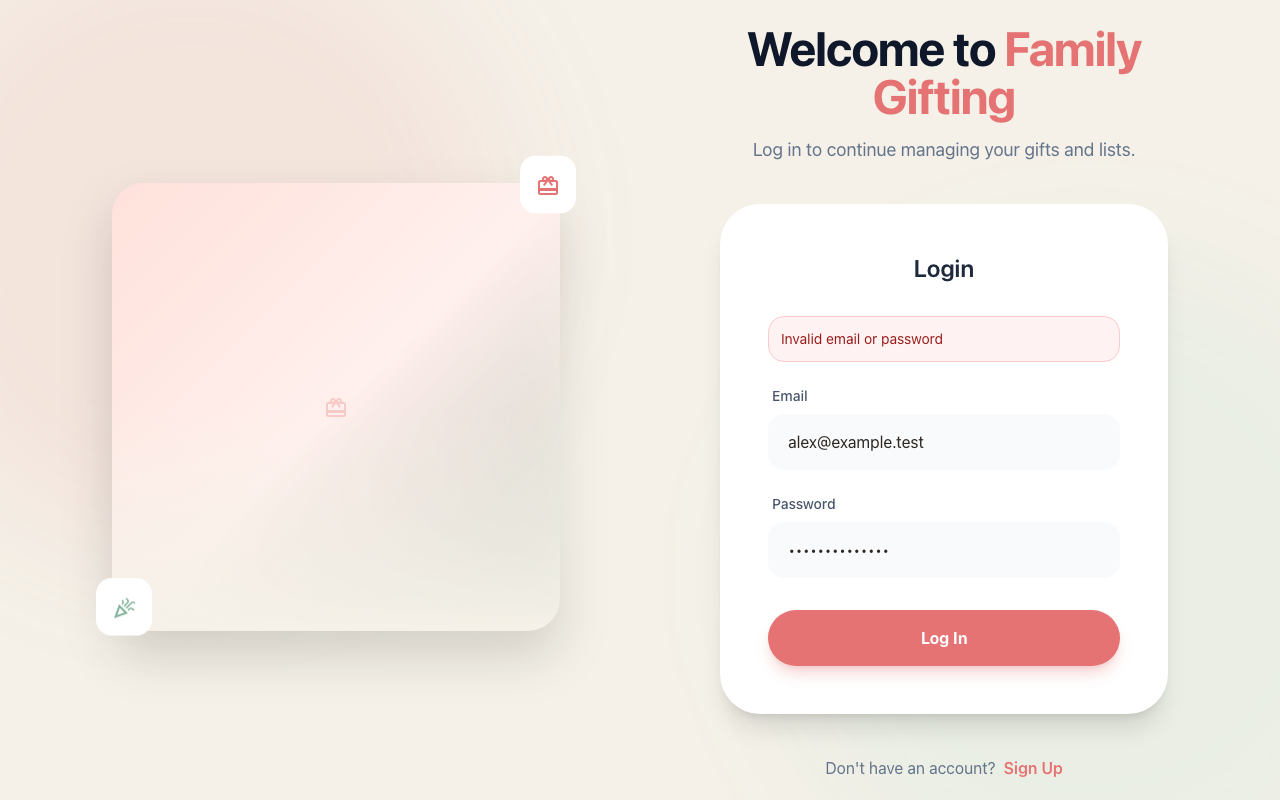 Welcome to Family
Gifting
Log in to continue managing your gifts and lists.
Login
Invalid email or password
Email
alex@example.test
Password
••••••••••••••
Log In
Don't have an account? Sign Up